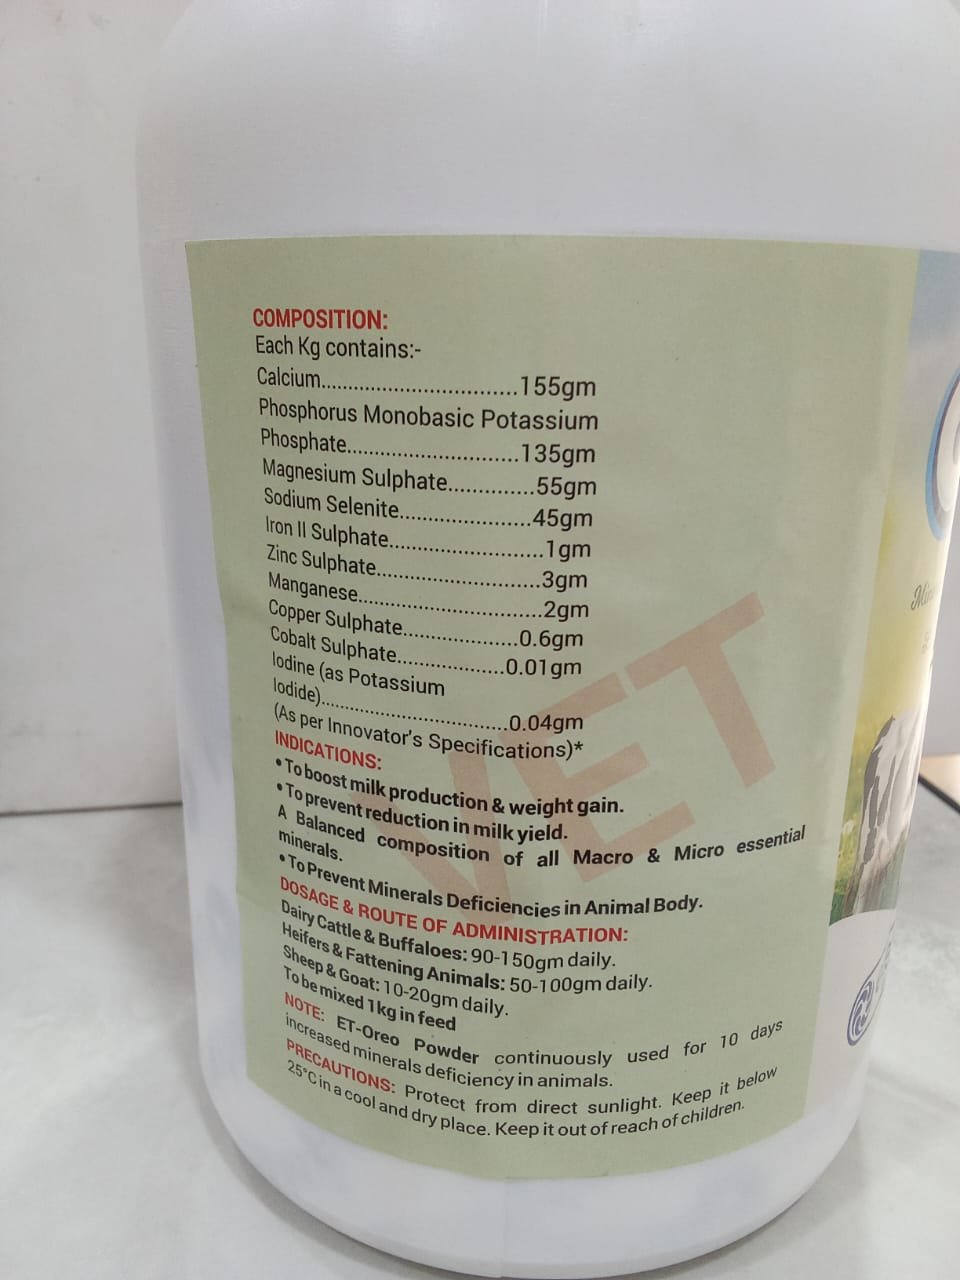 COMPOSITION:
Each Kg contains:-
Calcium................................155gm
Phosphorus Monobasic Potassium
Phosphate............................135gm
Magnesium Sulphate..............55gm
Sodium Selenite.....................45gm
Iron II Sulphate.........................1gm
Zinc Sulphate...........................3gm
Manganese..............................2gm
Copper Sulphate...................0.6gm
Cobalt Sulphate.................0.01gm
Iodine (as Potassium
Iodide)...............................0.04gm
(As per Innovator's Specifications)*
INDICATIONS:
• To boost milk production & weight gain.
• To prevent reduction in milk yield.
A Balanced composition of all Macro & Micro essential
minerals.
• To Prevent Minerals Deficiencies in Animal Body.
DOSAGE & ROUTE OF ADMINISTRATION:
Dairy Cattle & Buffaloes: 90-150gm daily.
Heifers & Fattening Animals: 50-100gm daily.
Sheep & Goat: 10-20gm daily.
To be mixed 1kg in feed
NOTE: ET-Oreo Powder continuously used for 10 days
increased minerals deficiency in animals.
PRECAUTIONS: Protect from direct sunlight. Keep it below
25°C in a cool and dry place. Keep it out of reach of children.
VET